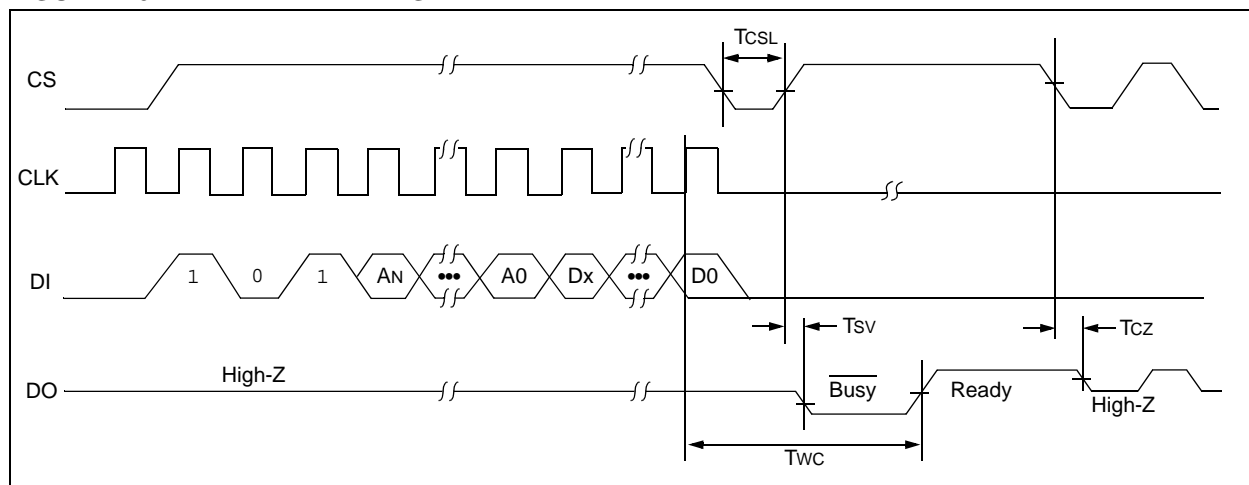 TCSL
CS
CLK
DI 1 0 1 AN ••• A0 Dx ••• D0
TSV
TCZ
High-Z
DO Busy Ready High-Z
TWC